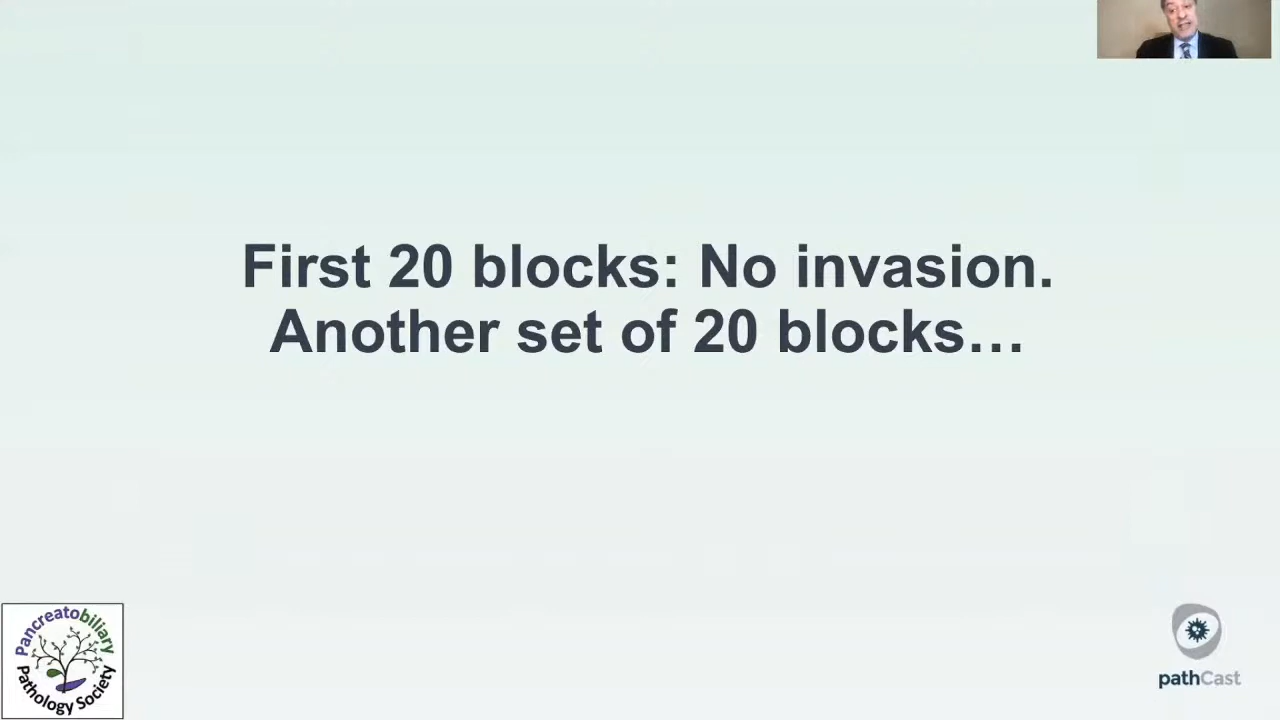 First 20 blocks: No invasion.
Another set of 20 blocks…
Pancreatobiliary
Pathology Society
pathCast